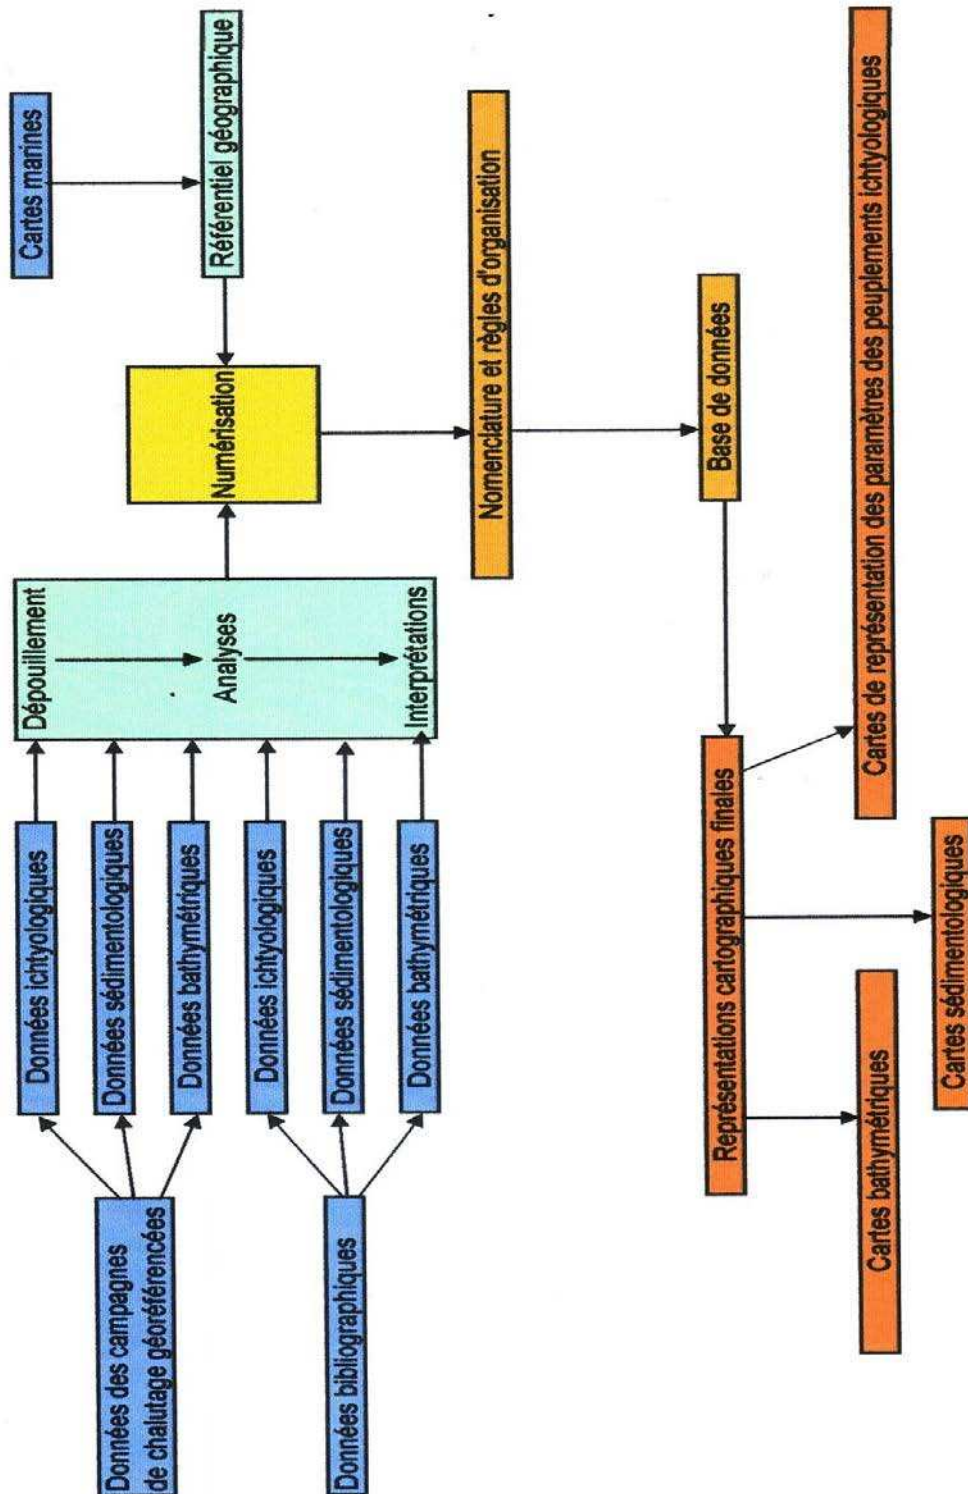 Données des campagnes
de chalutage géoréférencées
Données bibliographiques
Données ichtyologiques
Données sédimentologiques
Données bathymétriques
Données ichtyologiques
Données sédimentologiques
Données bathymétriques
Dépouillement
Analyses
Interprétations
Numérisation
Cartes marines
Référentiel géographique
Nomenclature et règles d'organisation
Base de données
Représentations cartographiques finales
Cartes bathymétriques
Cartes sédimentologiques
Cartes de représentation des paramètres des peuplements ichtyologiques